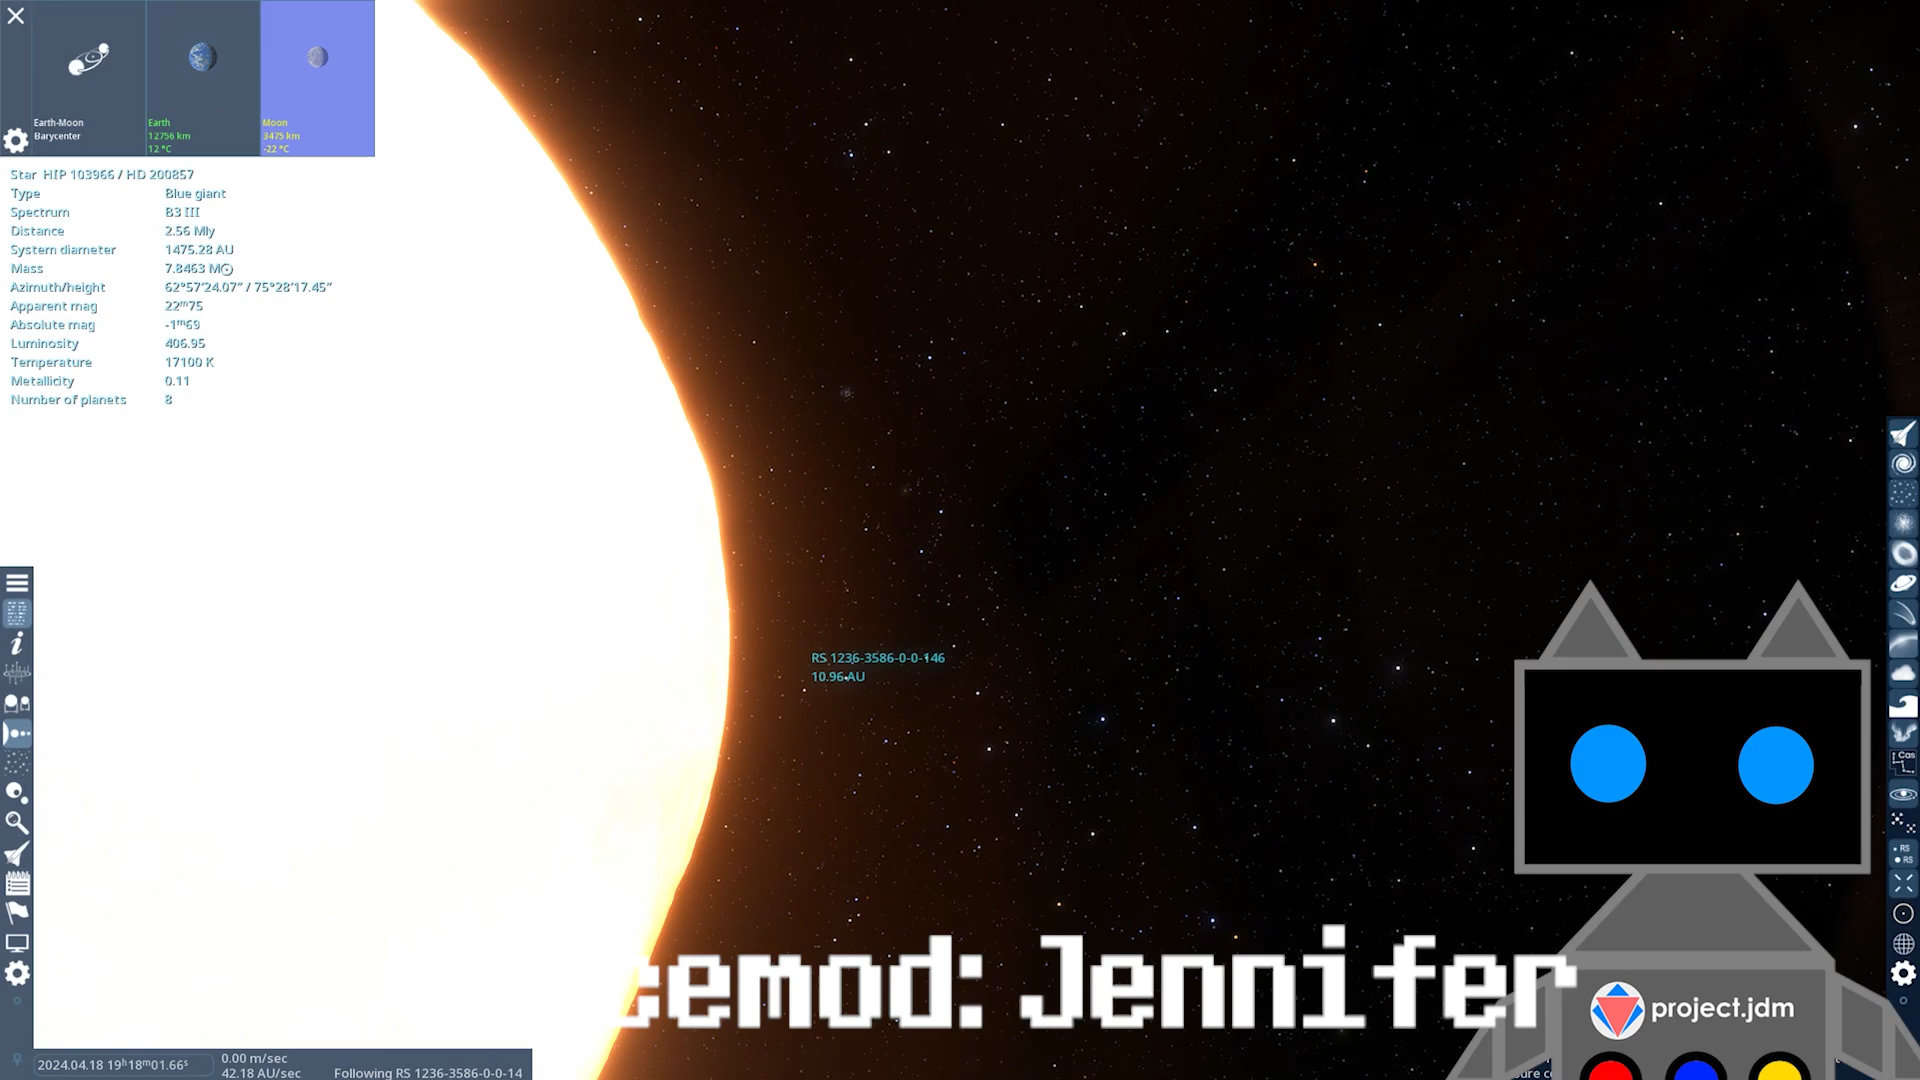 Earth-Moon
Barycenter
Earth
12756 km
12 °C
Moon
3475 km
-22 °C
Star HIP 103966 / HD 200857
Type Blue giant
Spectrum B3 III
Distance 2.56 Mly
System diameter 1475.28 AU
Mass 7.8463 M☉
Azimuth/height 62°57'24.07" / 75°28'17.45"
Apparent mag 22ᵐ75
Absolute mag -1ᵐ69
Luminosity 406.95
Temperature 17100 K
Metallicity 0.11
Number of planets 8
RS 1236-3586-0-0-146
10.96 AU
Cas
RS
RS
Voicemod: Jennifer
project.jdm
2024.04.18 19ʰ18ᵐ01.66ˢ
0.00 m/sec
42.18 AU/sec
Following RS 1236-3586-0-0-14